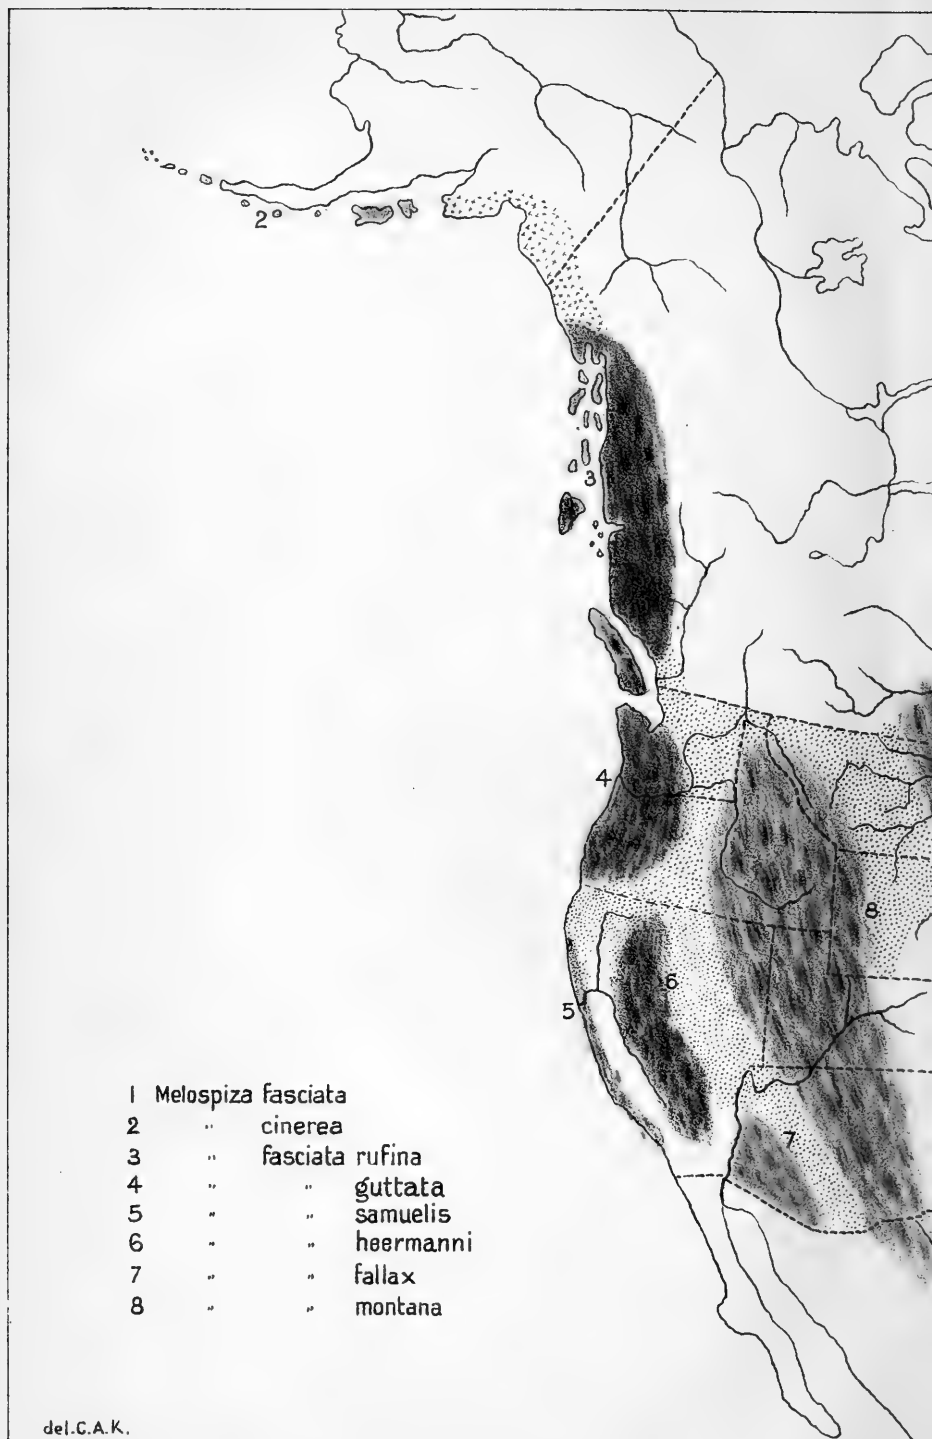 2
3
4
8
6
5
7
1 Melospiza fasciata
2 " cinerea
3 " fasciata rufina
4 " " guttata
5 " " samuelis
6 " " heermanni
7 " " fallax
8 " " montana
del.C.A.K.